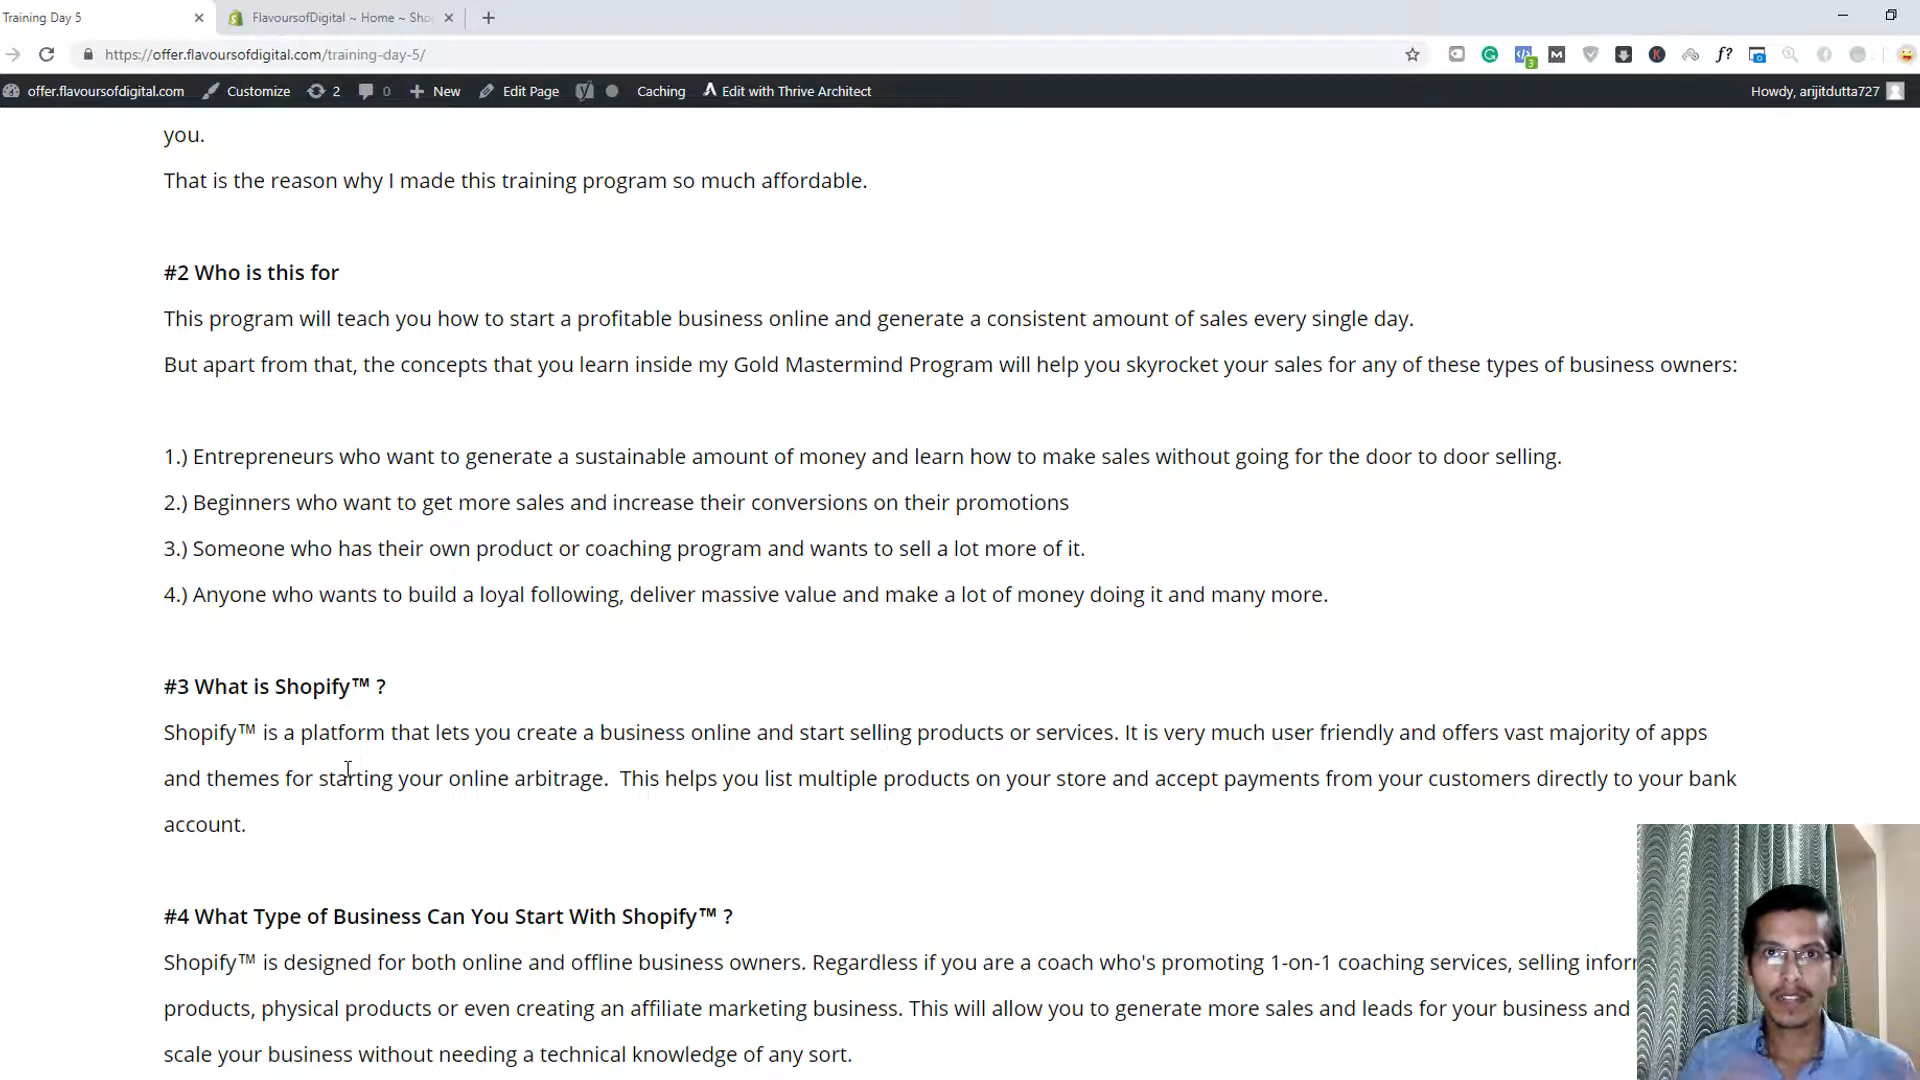 Training Day 5
FlavoursofDigital ~ Home ~ Sho
https://offer.flavoursofdigital.com/training-day-5/
3
f?
offer.flavoursofdigital.com
Customize
2
0
New
Edit Page
Caching
Edit with Thrive Architect
Howdy, arijitdutta727
you.
That is the reason why I made this training program so much affordable.
#2 Who is this for
This program will teach you how to start a profitable business online and generate a consistent amount of sales every single day.
But apart from that, the concepts that you learn inside my Gold Mastermind Program will help you skyrocket your sales for any of these types of business owners:
1.) Entrepreneurs who want to generate a sustainable amount of money and learn how to make sales without going for the door to door selling.
2.) Beginners who want to get more sales and increase their conversions on their promotions
3.) Someone who has their own product or coaching program and wants to sell a lot more of it.
4.) Anyone who wants to build a loyal following, deliver massive value and make a lot of money doing it and many more.
#3 What is Shopify™ ?
Shopify™ is a platform that lets you create a business online and start selling products or services. It is very much user friendly and offers vast majority of apps
and themes for starting your online arbitrage.  This helps you list multiple products on your store and accept payments from your customers directly to your bank
account.
#4 What Type of Business Can You Start With Shopify™ ?
Shopify™ is designed for both online and offline business owners. Regardless if you are a coach who's promoting 1-on-1 coaching services, selling infor
products, physical products or even creating an affiliate marketing business. This will allow you to generate more sales and leads for your business and
scale your business without needing a technical knowledge of any sort.